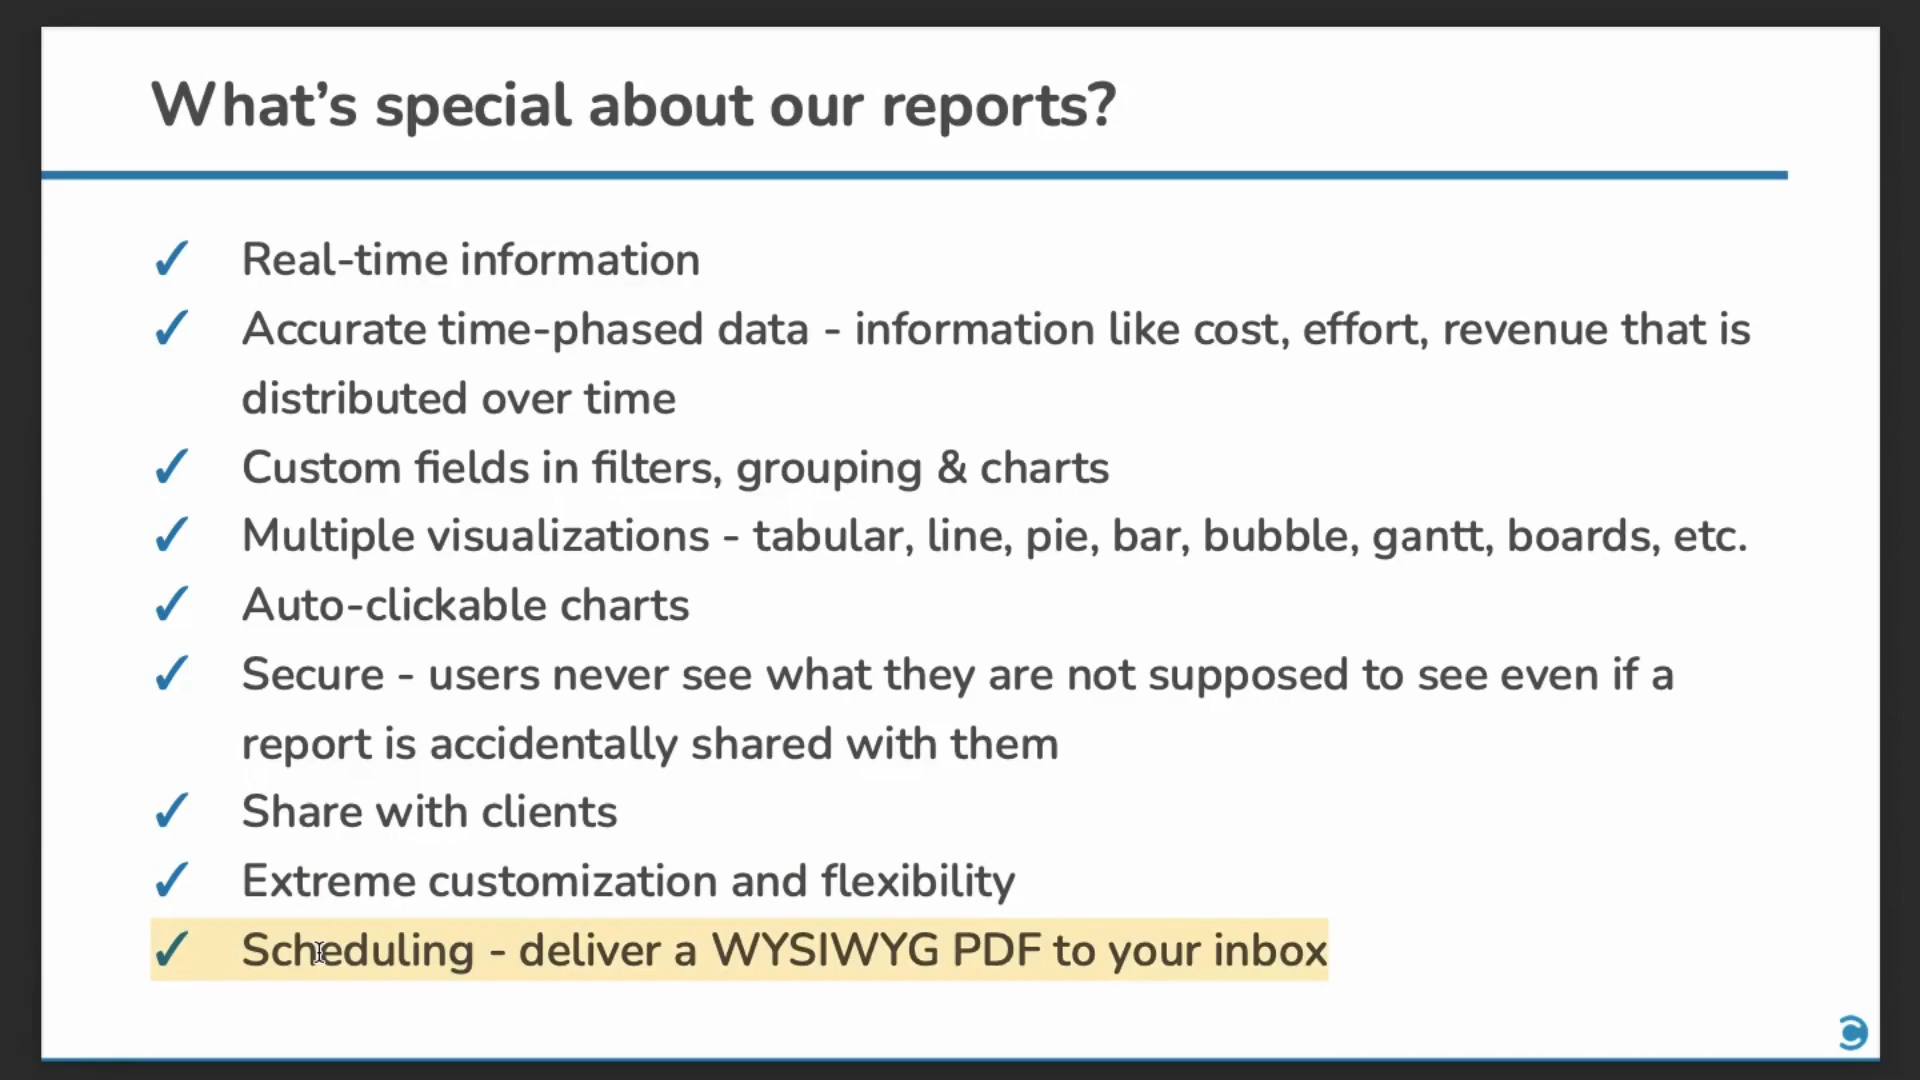 What’s special about our reports?
✓ Real-time information
✓ Accurate time-phased data - information like cost, effort, revenue that is
distributed over time
✓ Custom fields in filters, grouping & charts
✓ Multiple visualizations - tabular, line, pie, bar, bubble, gantt, boards, etc.
✓ Auto-clickable charts
✓ Secure - users never see what they are not supposed to see even if a
report is accidentally shared with them
✓ Share with clients
✓ Extreme customization and flexibility
✓ Scheduling - deliver a WYSIWYG PDF to your inbox